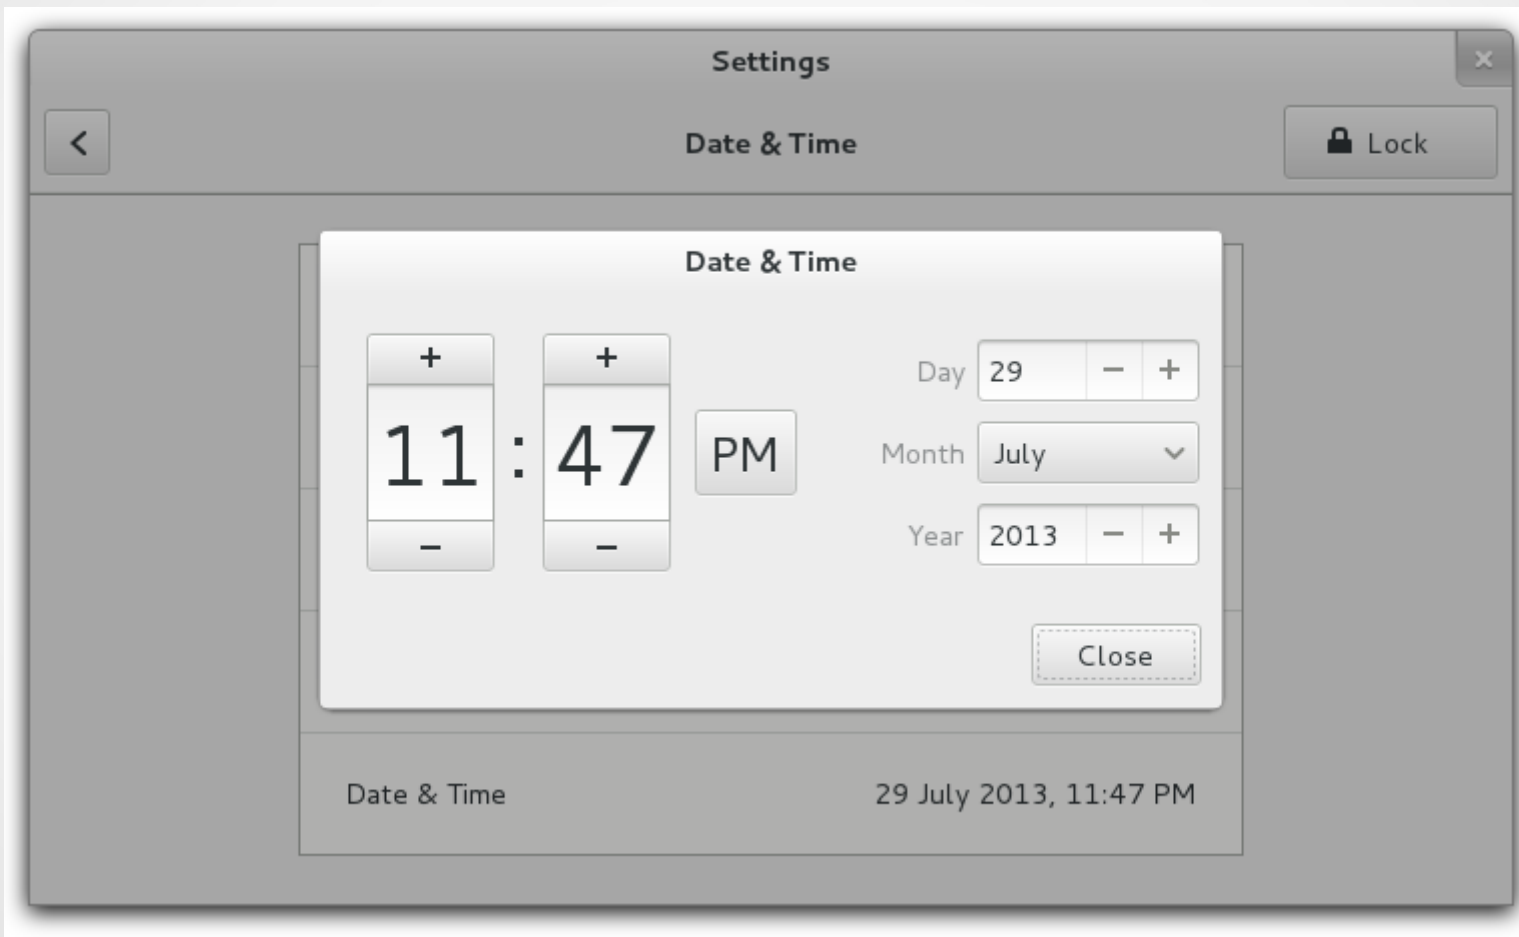 Settings
Date & Time
Lock
Date & Time
+ +
11 : 47 PM
– –
Day 29 – +
Month July
Year 2013 – +
Close
Date & Time 29 July 2013, 11:47 PM